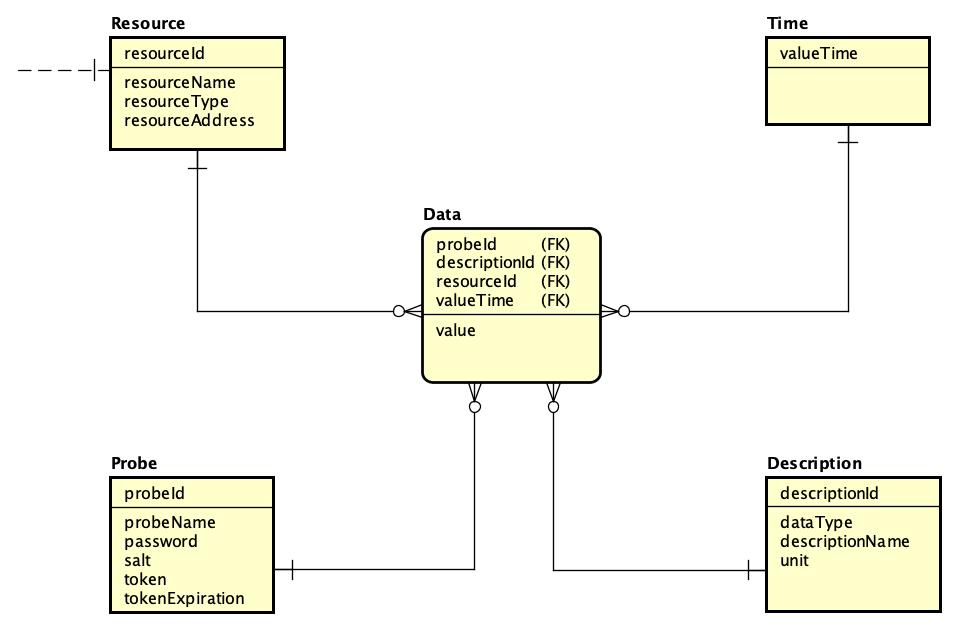 Resource
resourceId
resourceName
resourceType
resourceAddress
Time
valueTime
Data
probeId (FK)
descriptionId (FK)
resourceId (FK)
valueTime (FK)
value
Probe
probeId
probeName
password
salt
token
tokenExpiration
Description
descriptionId
dataType
descriptionName
unit